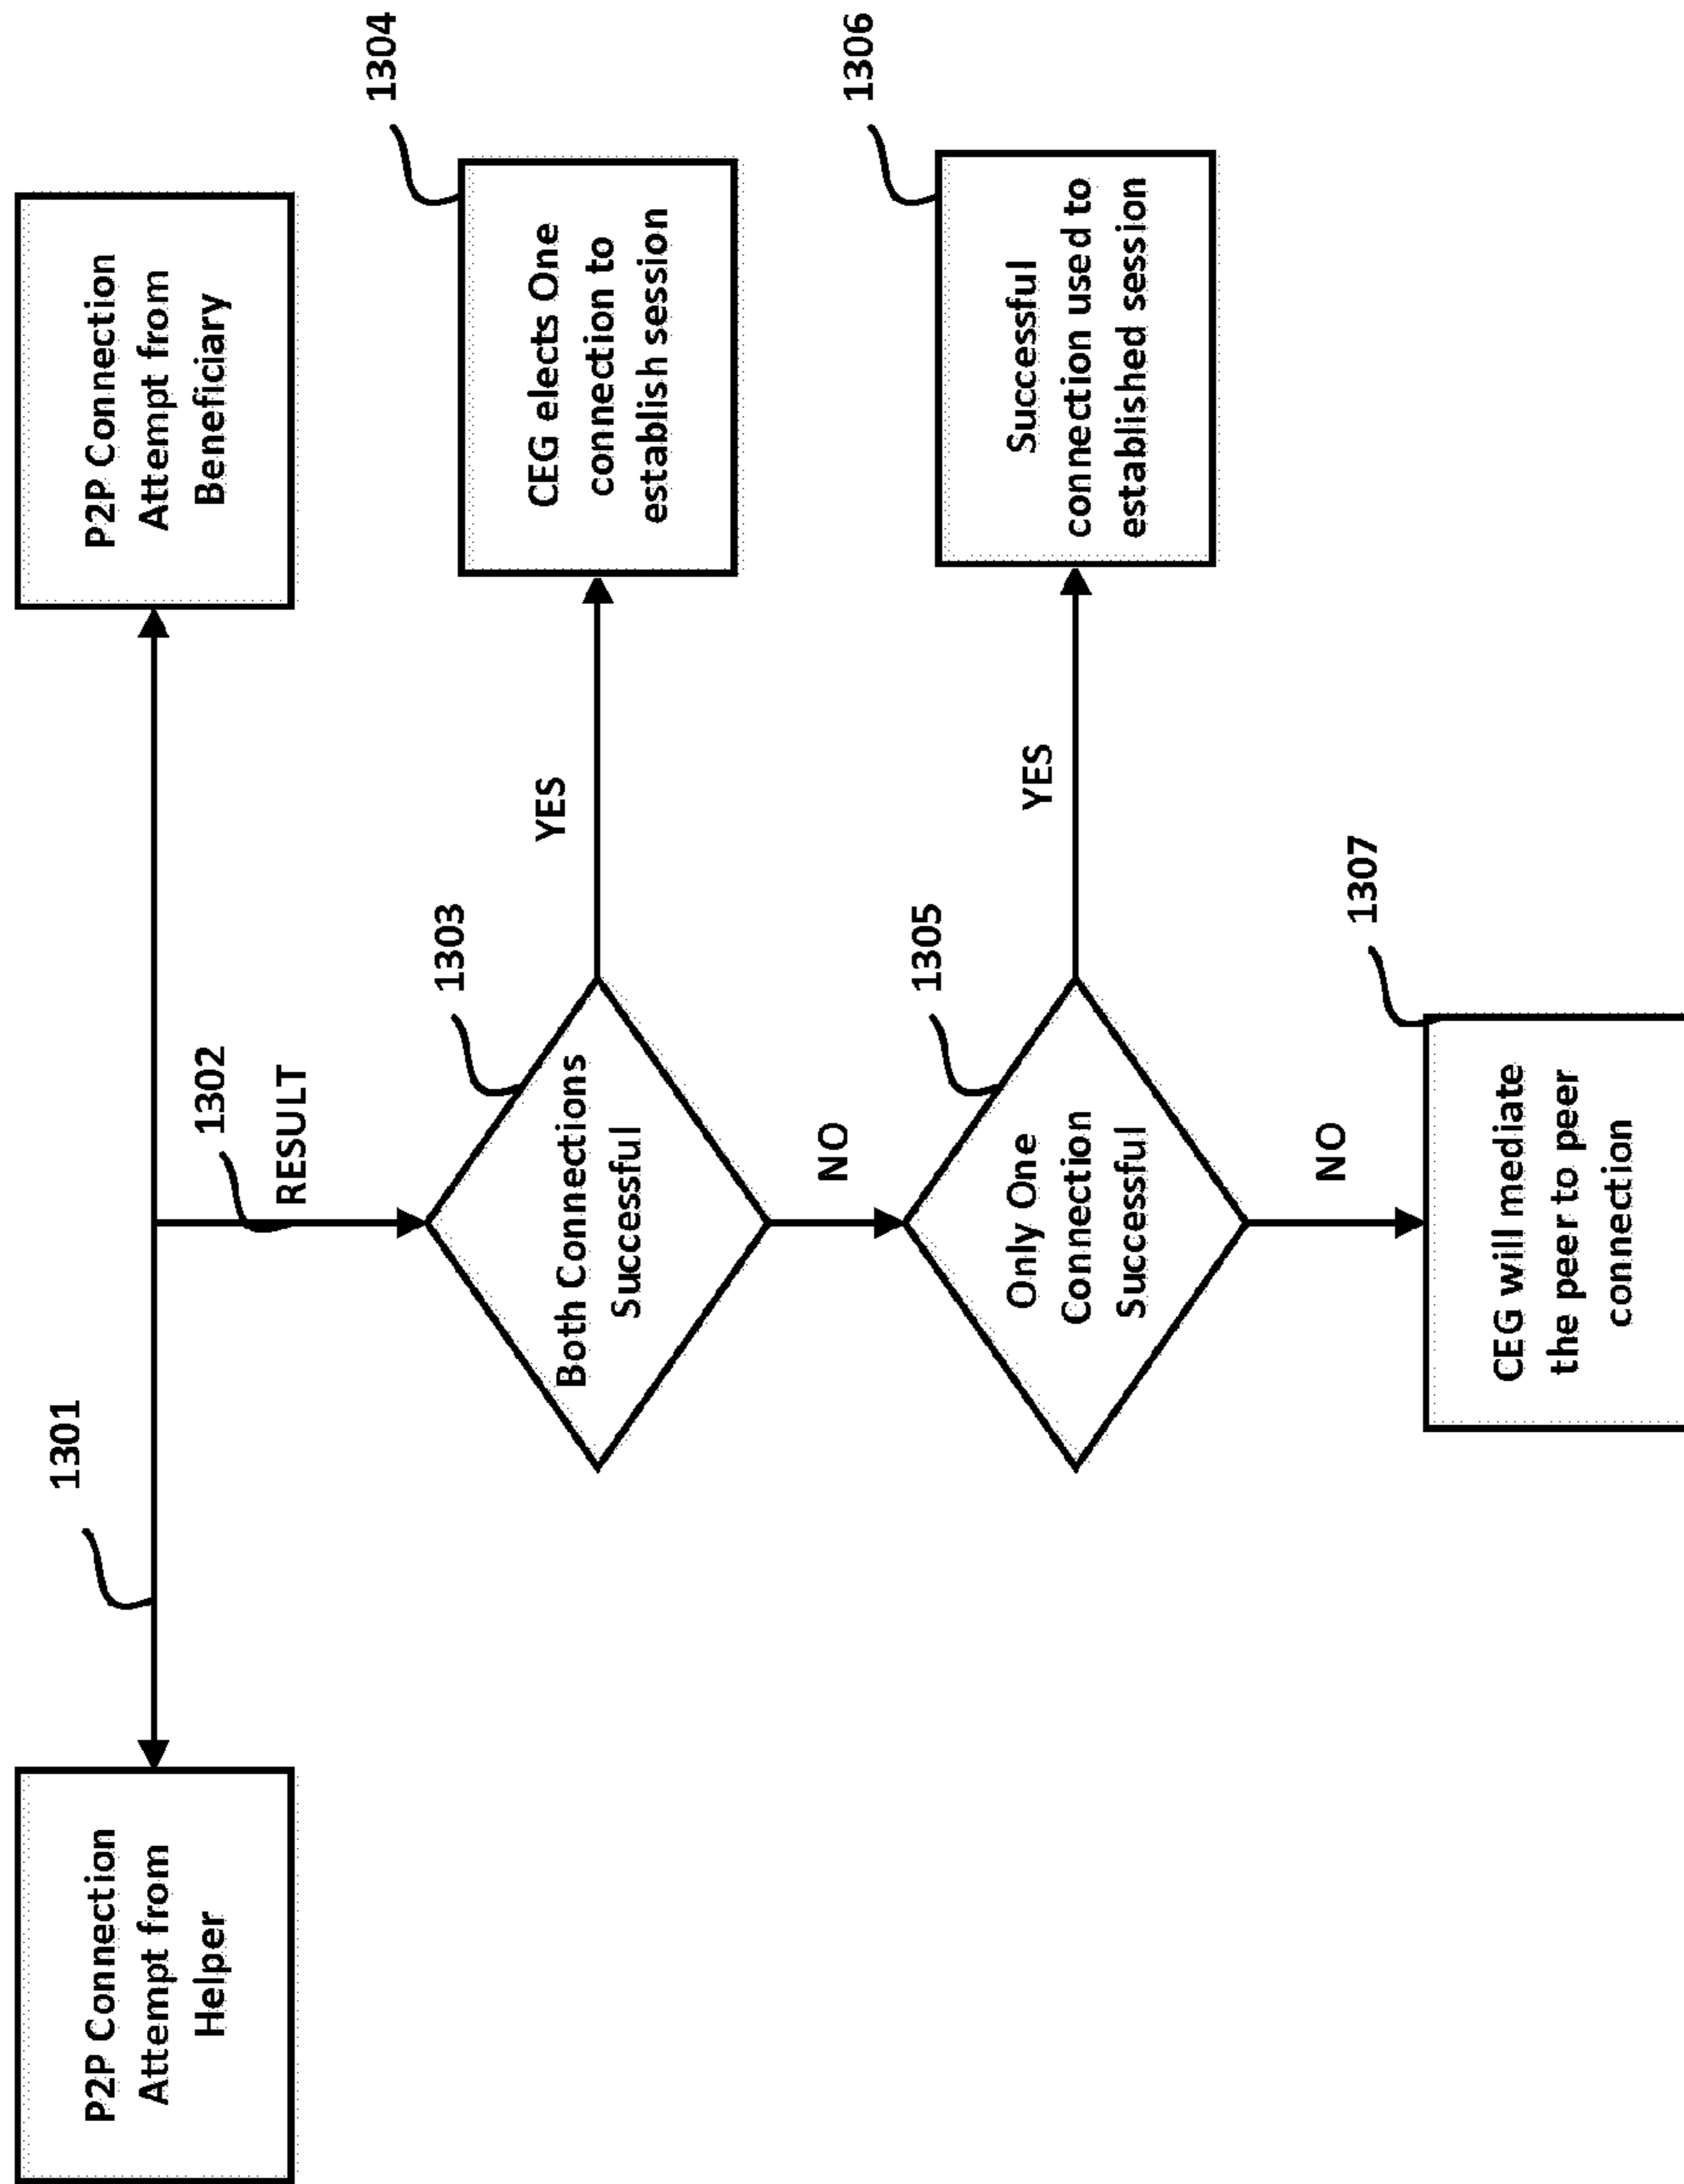 P2P Connection
Attempt from
Helper
1301
P2P Connection
Attempt from
Beneficiary
1302
RESULT
1303
Both Connections
Successful
YES
1304
CEG elects One
connection to
establish session
NO
1305
Only One
Connection
Successful
YES
1306
Successful
connection used to
established session
NO
1307
CEG will mediate
the peer to peer
connection